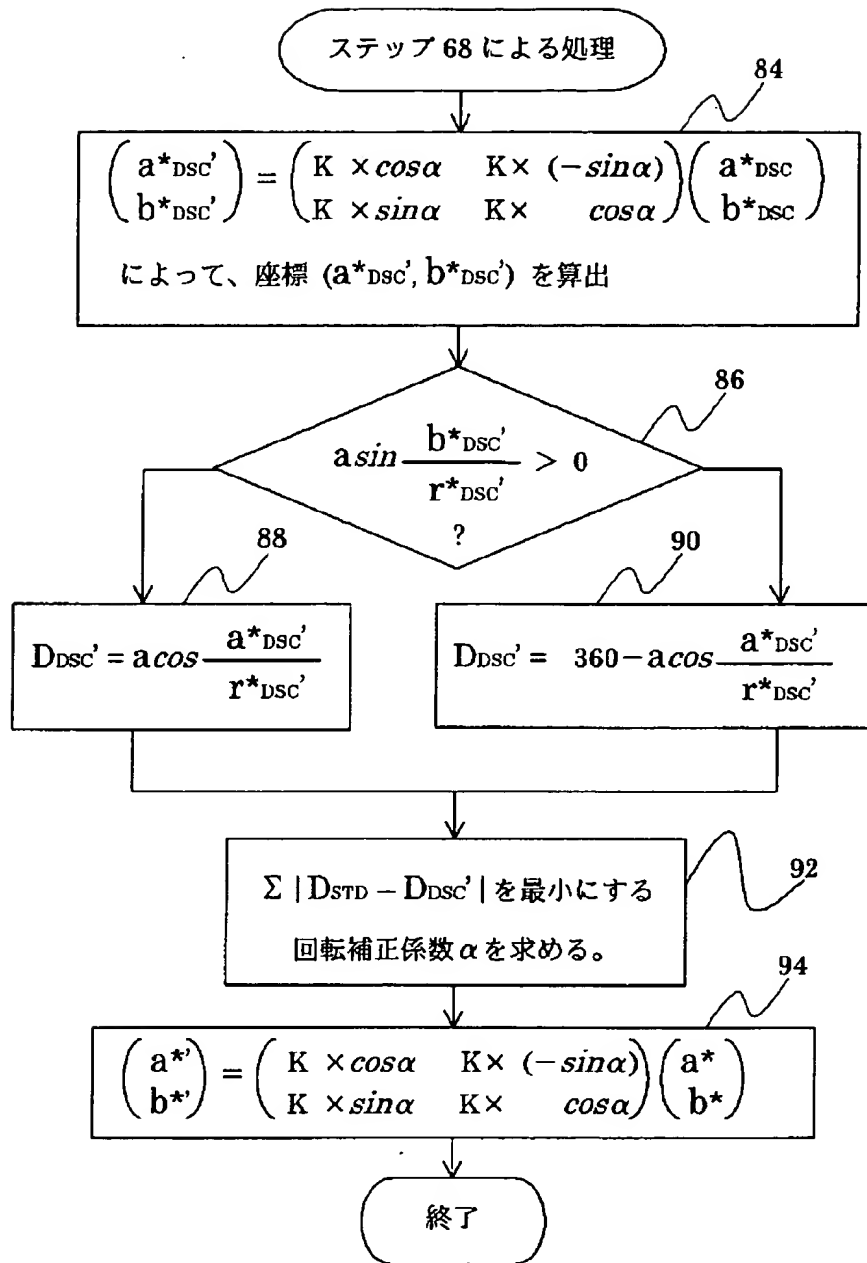 ステップ 68 による処理
84
( a*DSC' ) = ( K ×cosα K× (−sinα) ) ( a*DSC )
( b*DSC' ) ( K ×sinα K× cosα ) ( b*DSC )
によって、座標 (a*DSC', b*DSC') を算出
86
asin b*DSC' / r*DSC' > 0
?
88
DDSC' = acos a*DSC' / r*DSC'
90
DDSC' = 360−acos a*DSC' / r*DSC'
92
Σ |DSTD − DDSC'| を最小にする
回転補正係数 α を求める。
94
( a*' ) = ( K ×cosα K× (−sinα) ) ( a* )
( b*' ) ( K ×sinα K× cosα ) ( b* )
終了